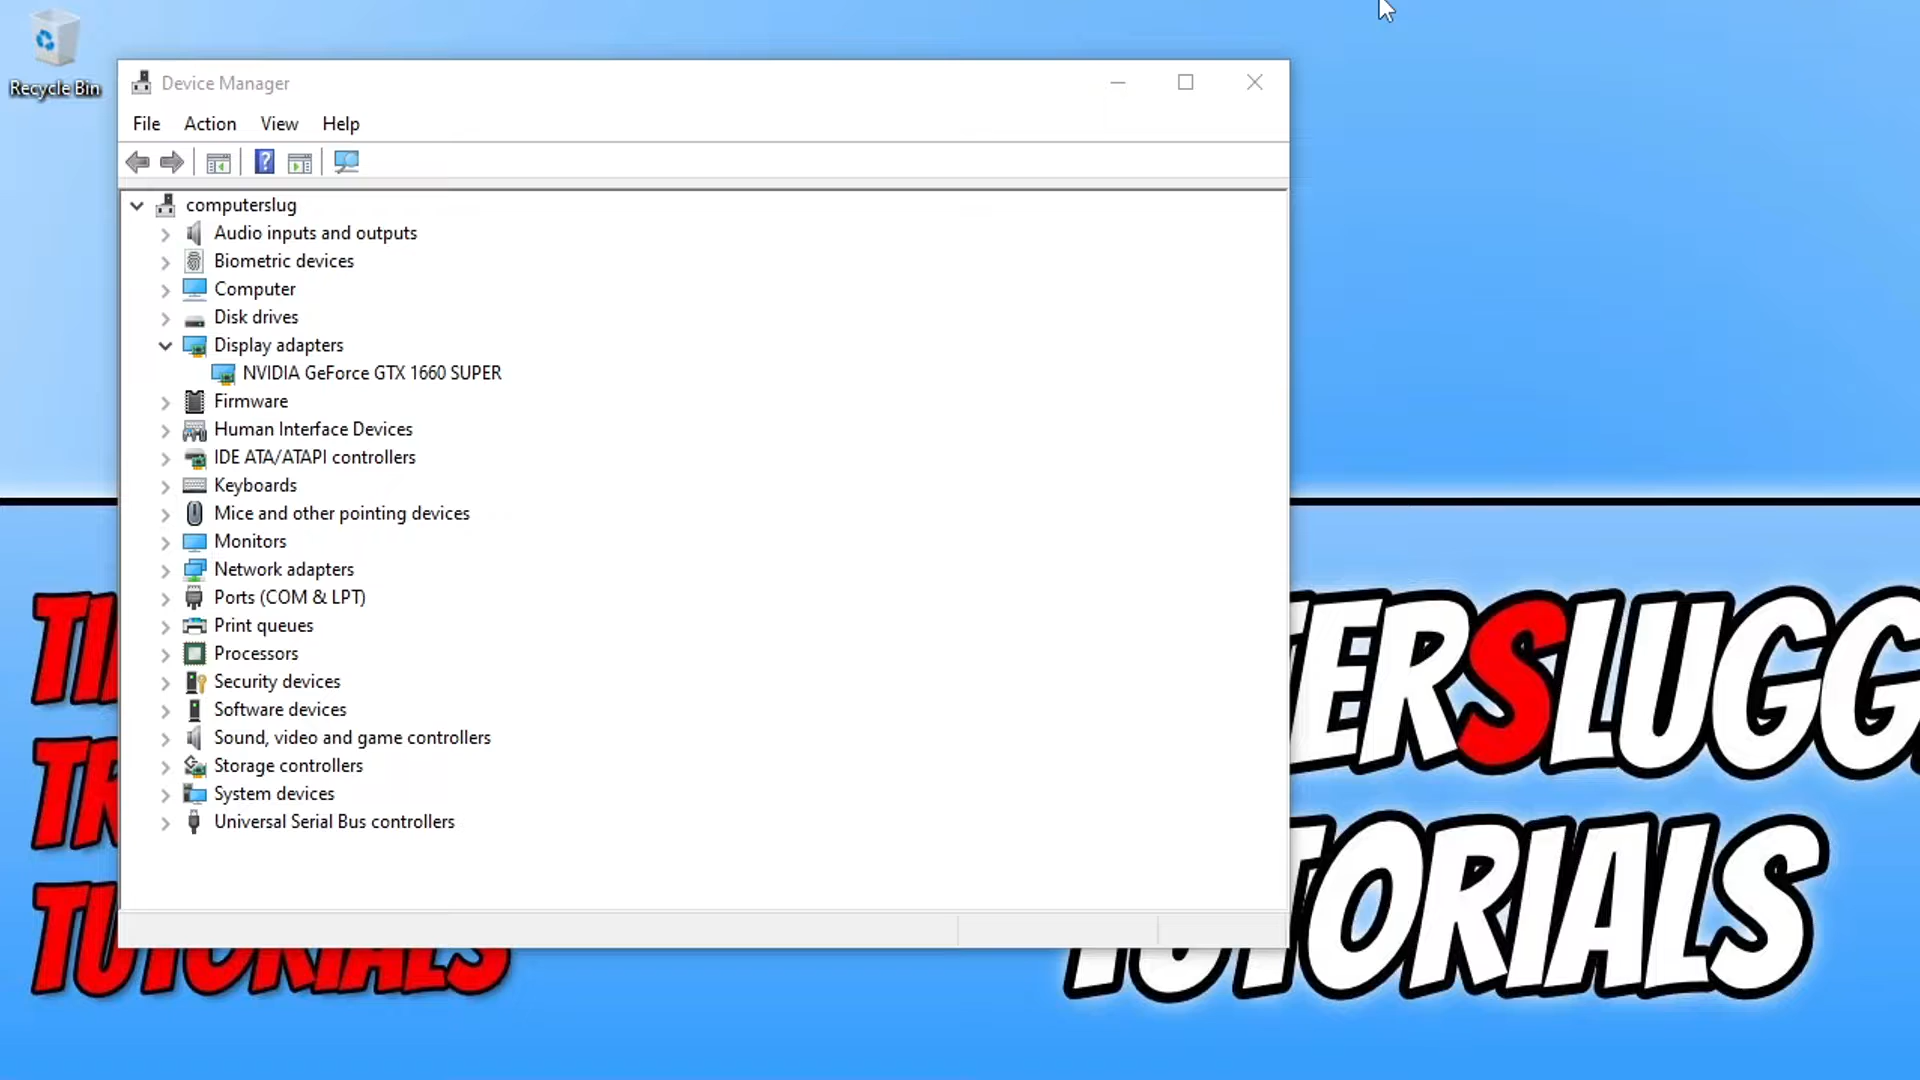 Recycle Bin
Device Manager
File Action View Help
computerslug
Audio inputs and outputs
Biometric devices
Computer
Disk drives
Display adapters
NVIDIA GeForce GTX 1660 SUPER
Firmware
Human Interface Devices
IDE ATA/ATAPI controllers
Keyboards
Mice and other pointing devices
Monitors
Network adapters
Ports (COM & LPT)
Print queues
Processors
Security devices
Software devices
Sound, video and game controllers
Storage controllers
System devices
Universal Serial Bus controllers
TERSLUGG
TUTORIALS
TUTORIALS